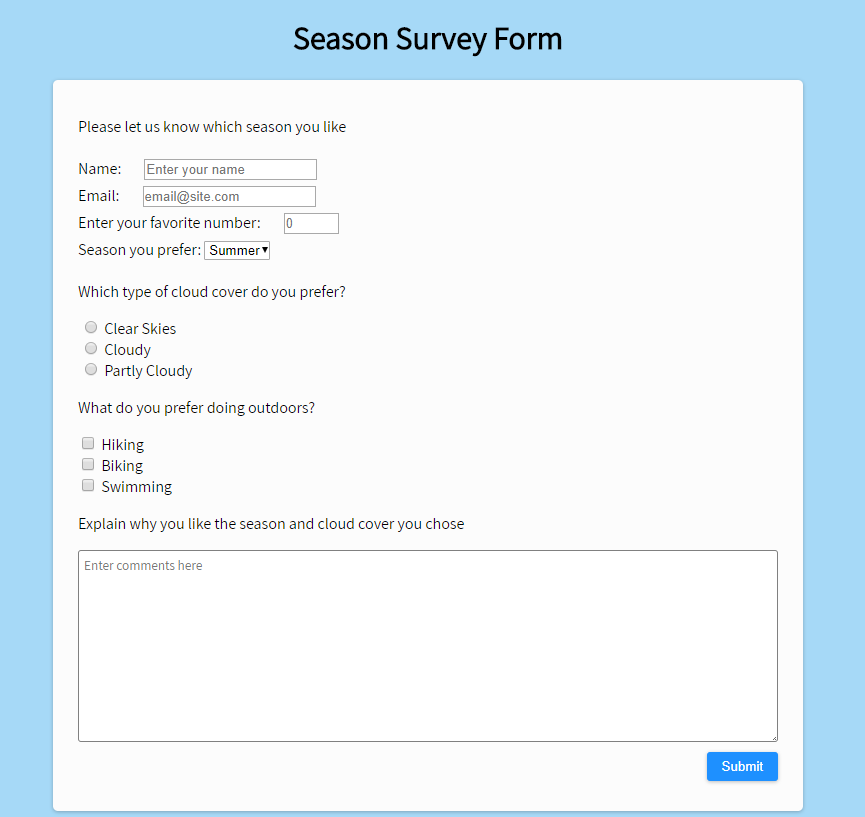 Season Survey Form
Please let us know which season you like
Name: Enter your name
Email: email@site.com
Enter your favorite number: 0
Season you prefer: Summer
Which type of cloud cover do you prefer?
Clear Skies
Cloudy
Partly Cloudy
What do you prefer doing outdoors?
Hiking
Biking
Swimming
Explain why you like the season and cloud cover you chose
Enter comments here
Submit